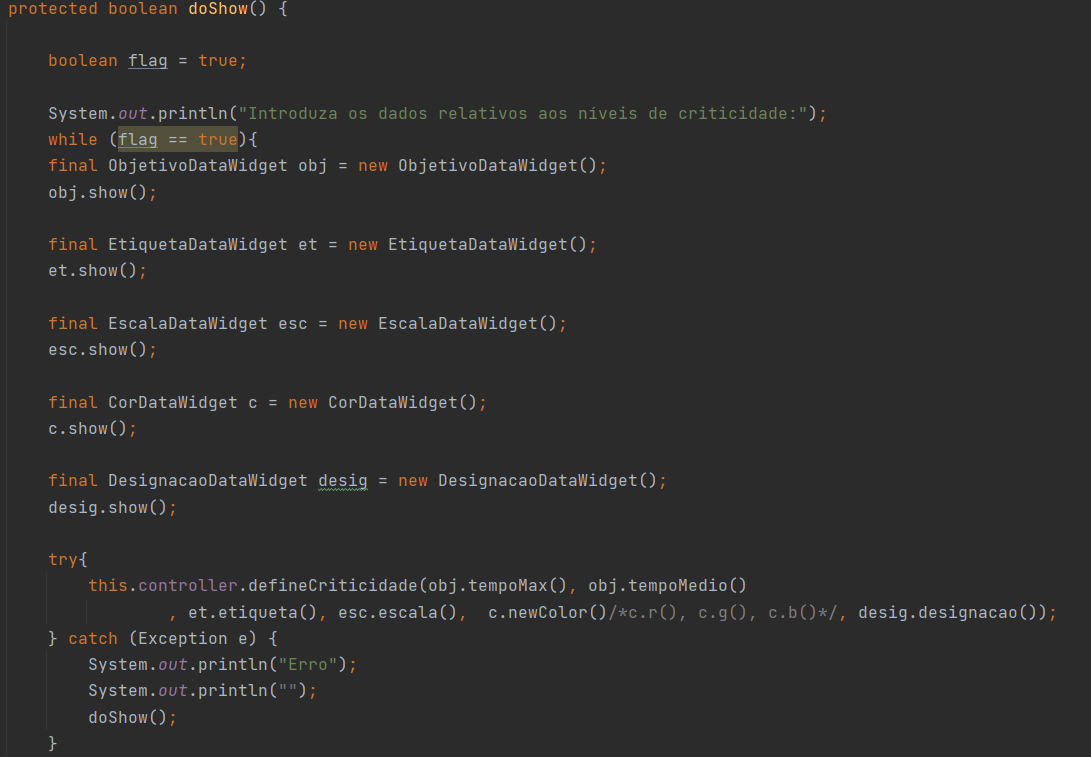 protected boolean doShow() {
boolean flag = true;
System.out.println("Introduza os dados relativos aos níveis de criticidade:");
while (flag == true){
final ObjetivoDataWidget obj = new ObjetivoDataWidget();
obj.show();
final EtiquetaDataWidget et = new EtiquetaDataWidget();
et.show();
final EscalaDataWidget esc = new EscalaDataWidget();
esc.show();
final CorDataWidget c = new CorDataWidget();
c.show();
final DesignacaoDataWidget desig = new DesignacaoDataWidget();
desig.show();
try{
this.controller.defineCriticidade(obj.tempoMax(), obj.tempoMedio()
, et.etiqueta(), esc.escala(),  c.newColor()/*c.r(), c.g(), c.b()*/, desig.designacao());
} catch (Exception e) {
System.out.println("Erro");
System.out.println("");
doShow();
}